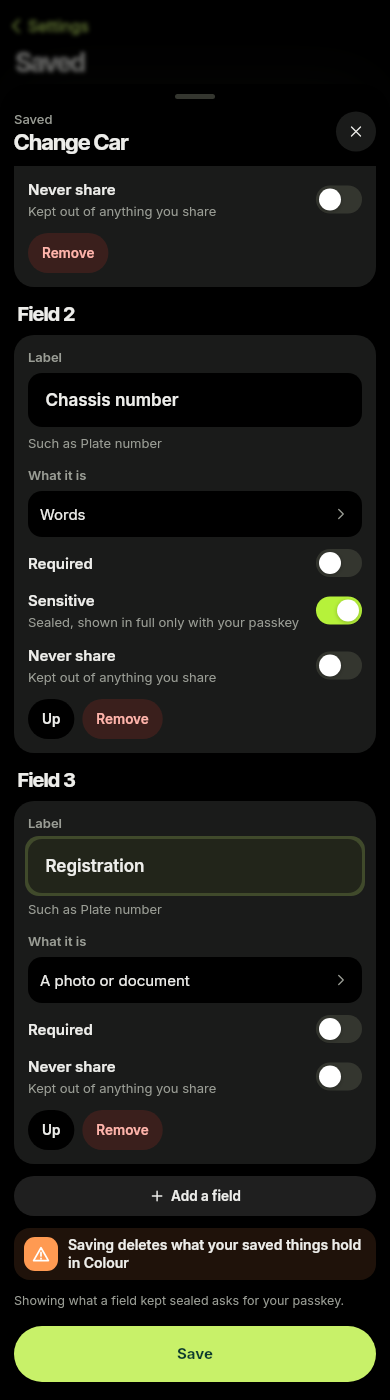 Settings
Saved
Saved
Change Car
Never share
Kept out of anything you share
Remove
Field 2
Label
Chassis number
Such as Plate number
What it is
Words
Required
Sensitive
Sealed, shown in full only with your passkey
Never share
Kept out of anything you share
Up
Remove
Field 3
Label
Registration
Such as Plate number
What it is
A photo or document
Required
Never share
Kept out of anything you share
Up
Remove
Add a field
Saving deletes what your saved things hold
in Colour
Showing what a field kept sealed asks for your passkey.
Save